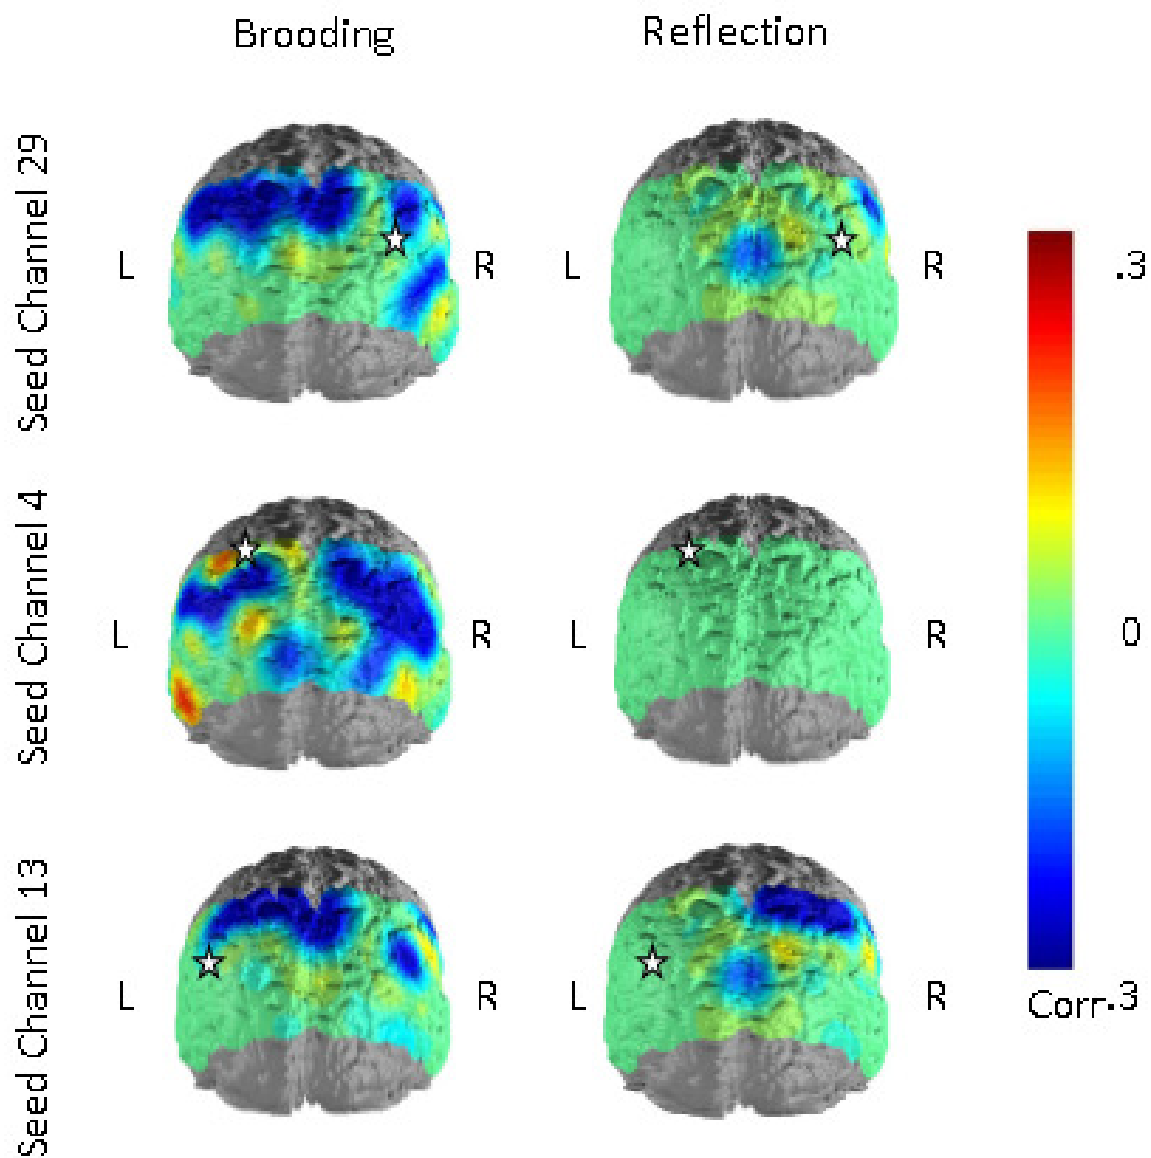 Brooding Reflection
Seed Channel 29
L R L R
.3
Seed Channel 4
L R L R
0
Seed Channel 13
L R L R
Corr-.3